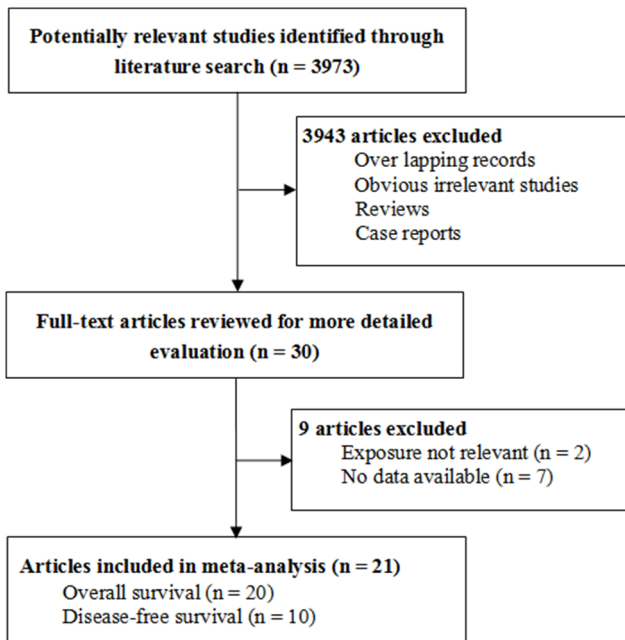 Potentially relevant studies identified through
literature search (n = 3973)
3943 articles excluded
Over lapping records
Obvious irrelevant studies
Reviews
Case reports
Full-text articles reviewed for more detailed
evaluation (n = 30)
9 articles excluded
Exposure not relevant (n = 2)
No data available (n = 7)
Articles included in meta-analysis (n = 21)
Overall survival (n = 20)
Disease-free survival (n = 10)